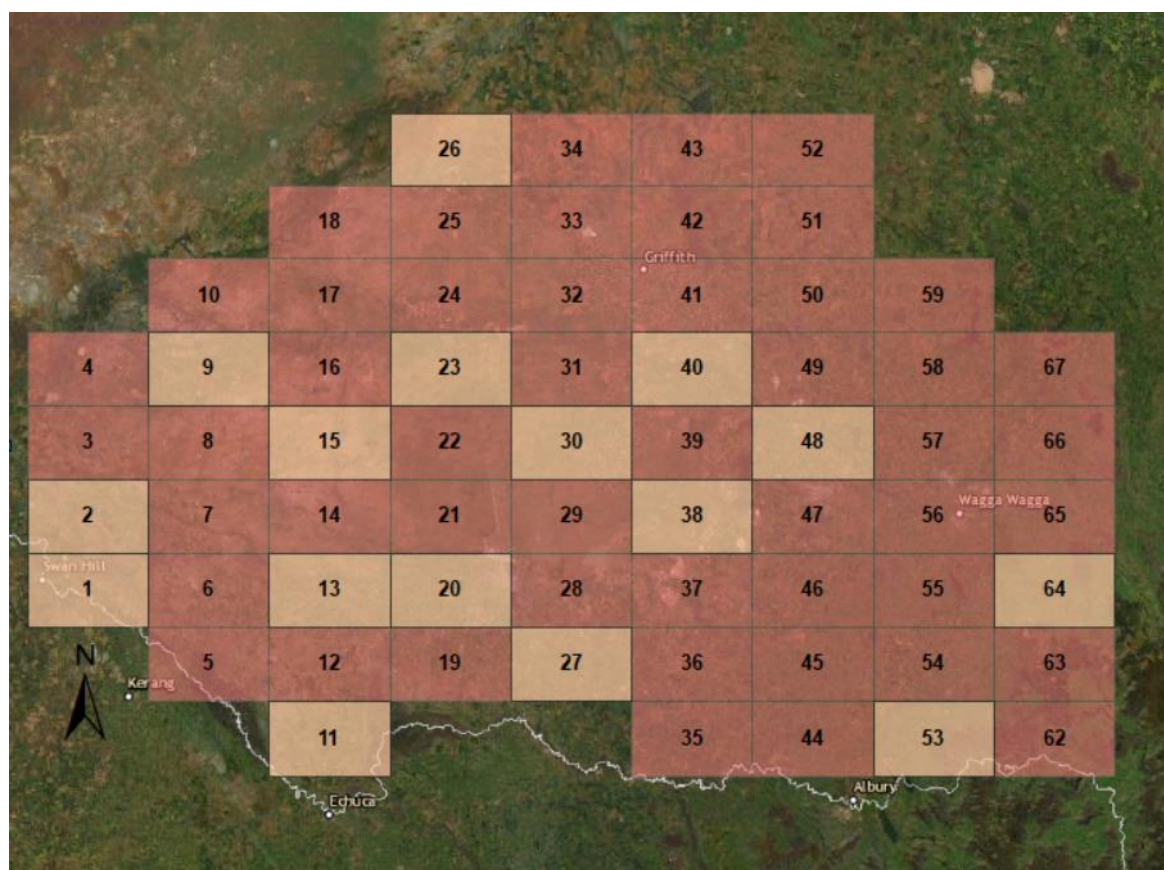 26 34 43 52
18 25 33 42 51
Griffith
10 17 24 32 41 50 59
4 9 16 23 31 40 49 58 67
3 8 15 22 30 39 48 57 66
Wagga Wagga
2 7 14 21 29 38 47 56 65
Swan Hill
1 6 13 20 28 37 46 55 64
N
5 12 19 27 36 45 54 63
Kerang
11 35 44 53 62
Albury
Echuca